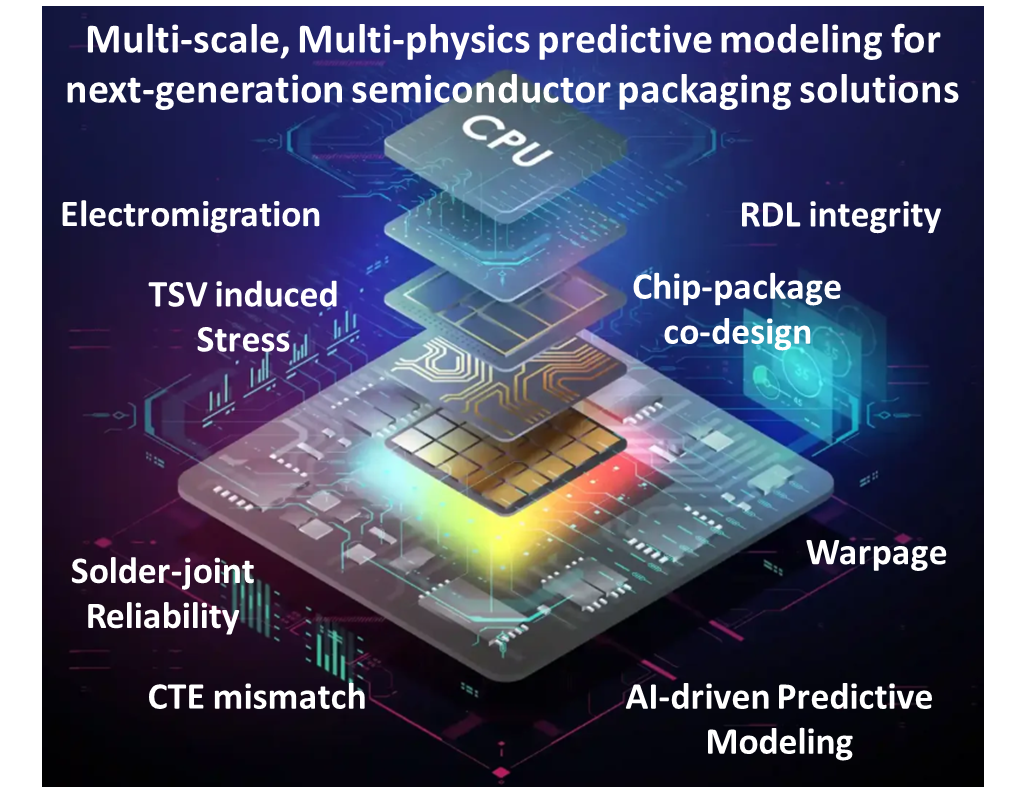 Multi-scale, Multi-physics predictive modeling for
next-generation semiconductor packaging solutions
CPU
Electromigration
RDL integrity
TSV induced
Stress
Chip-package
co-design
Solder-joint
Reliability
Warpage
CTE mismatch
AI-driven Predictive
Modeling